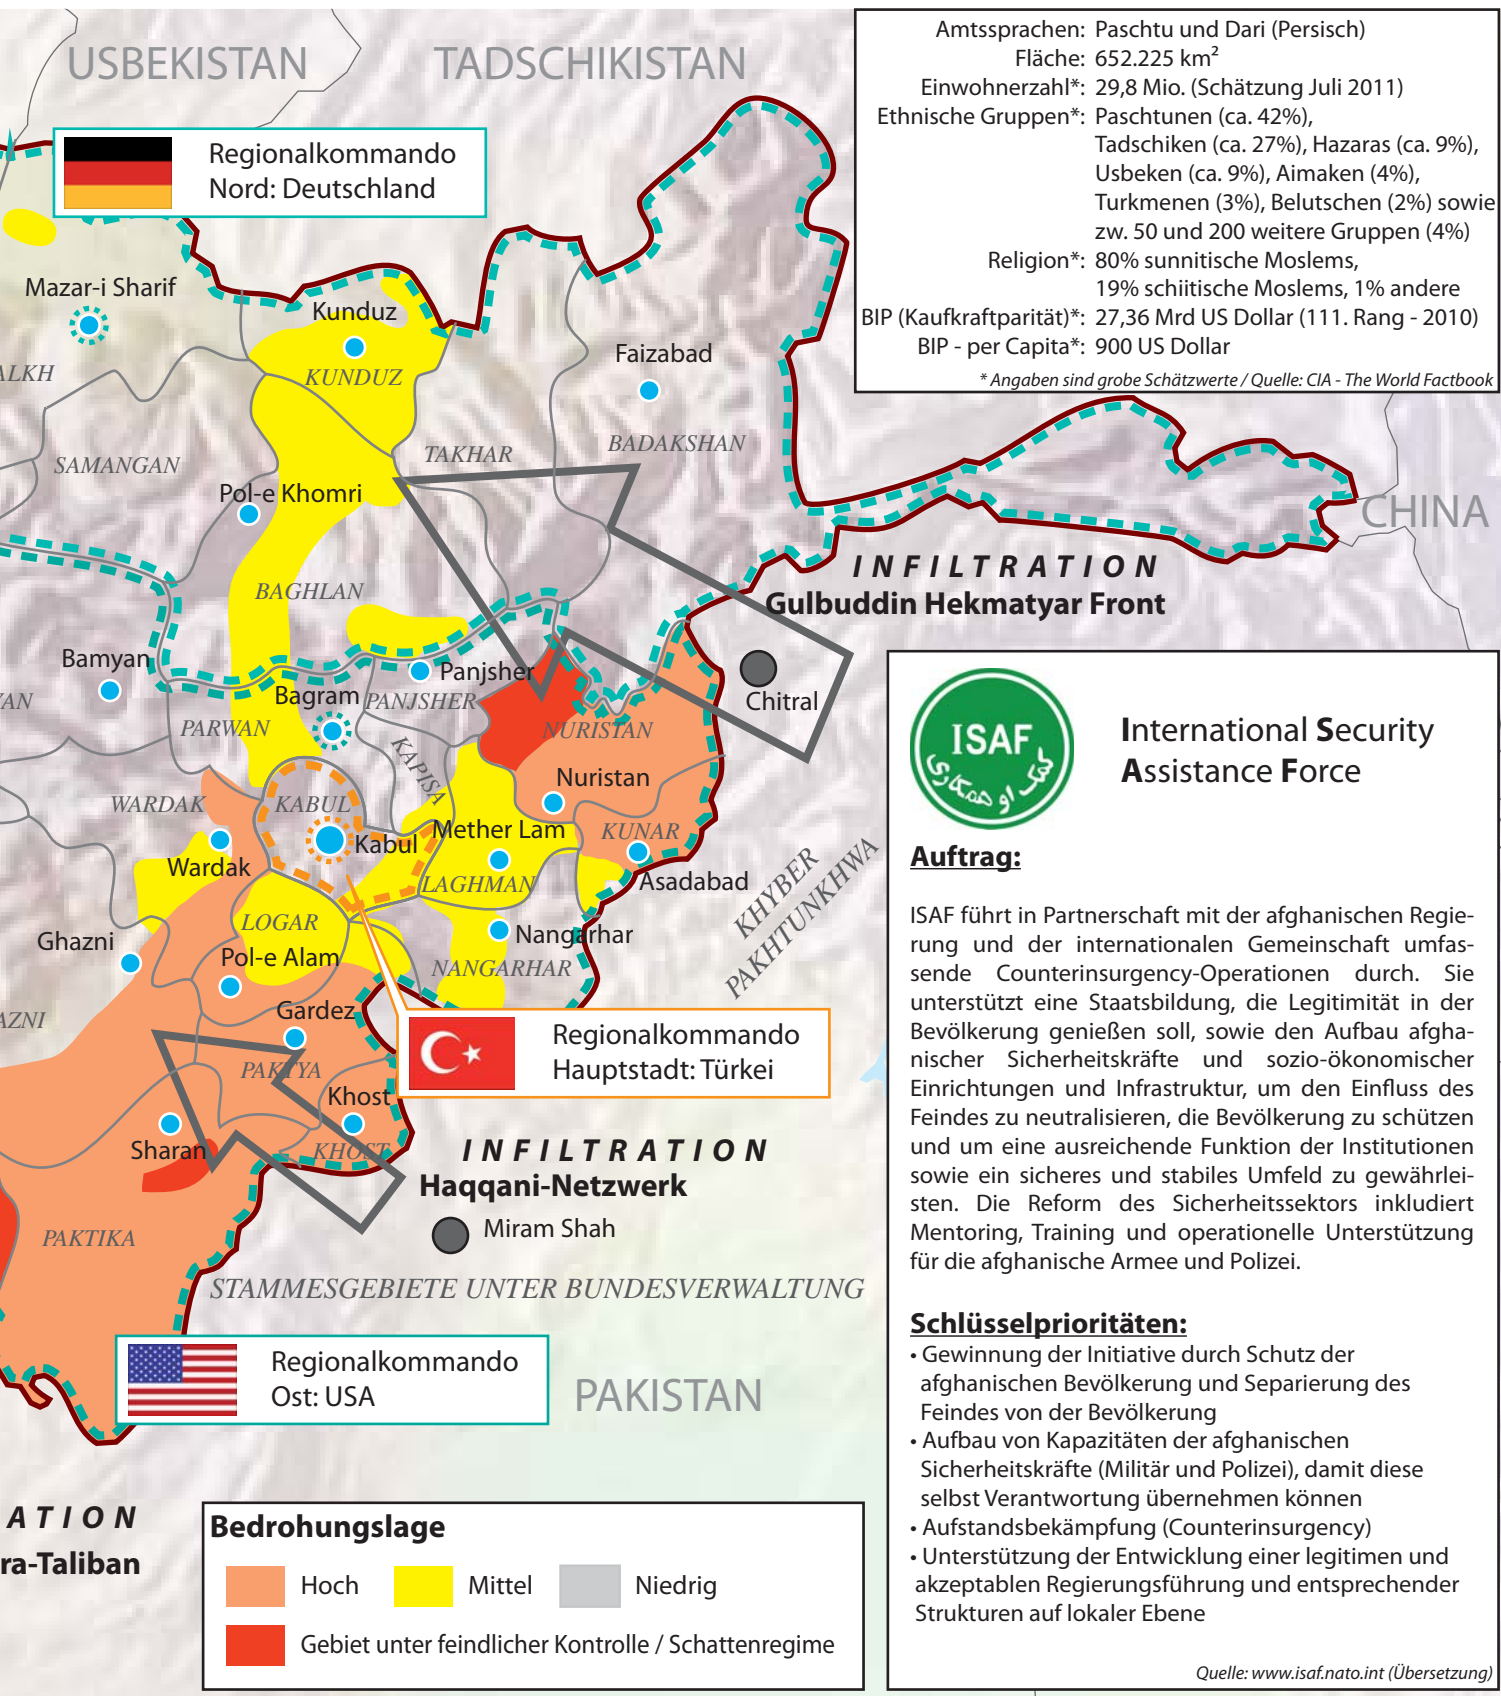 USBEKISTAN
TADSCHIKISTAN
Amtssprachen: Paschtu und Dari (Persisch)
Fläche: 652.225 km²
Einwohnerzahl*: 29,8 Mio. (Schätzung Juli 2011)
Ethnische Gruppen*: Paschtunen (ca. 42%),
Tadschiken (ca. 27%), Hazaras (ca. 9%),
Usbeken (ca. 9%), Aimaken (4%),
Turkmenen (3%), Belutschen (2%) sowie
zw. 50 und 200 weitere Gruppen (4%)
Religion*: 80% sunnitische Moslems,
19% schiitische Moslems, 1% andere
BIP (Kaufkraftparität)*: 27,36 Mrd US Dollar (111. Rang - 2010)
BIP - per Capita*: 900 US Dollar
* Angaben sind grobe Schätzwerte / Quelle: CIA - The World Factbook
Regionalkommando
Nord: Deutschland
Mazar-i Sharif
Kunduz
KUNDUZ
Faizabad
ALKH
SAMANGAN
TAKHAR
BADAKSHAN
Pol-e Khomri
CHINA
BAGHLAN
INFILTRATION
Gulbuddin Hekmatyar Front
Bamyan
Panjsher
Bagram
PANJSHER
YAN
PARWAN
NURISTAN
Chitral
KAPISA
Nuristan
WARDAK
KABUL
Kabul
Mether Lam
KUNAR
Wardak
LAGHMAN
Asadabad
KHYBER
PAKHTUNKHWA
LOGAR
Ghazni
Pol-e Alam
Nangarhar
NANGARHAR
AZNI
Gardez
PAKTYA
Khost
KHOST
Sharan
PAKTIKA
Regionalkommando
Hauptstadt: Türkei
INFILTRATION
Haqqani-Netzwerk
Miram Shah
STAMMESGEBIETE UNTER BUNDESVERWALTUNG
Regionalkommando
Ost: USA
PAKISTAN
ATION
ra-Taliban
Bedrohungslage
Hoch
Mittel
Niedrig
Gebiet unter feindlicher Kontrolle / Schattenregime
ISAF
کمک او همکاري
International Security
Assistance Force
Auftrag:
ISAF führt in Partnerschaft mit der afghanischen Regie-
rung und der internationalen Gemeinschaft umfas-
sende Counterinsurgency-Operationen durch. Sie
unterstützt eine Staatsbildung, die Legitimität in der
Bevölkerung genießen soll, sowie den Aufbau afgha-
nischer Sicherheitskräfte und sozio-ökonomischer
Einrichtungen und Infrastruktur, um den Einfluss des
Feindes zu neutralisieren, die Bevölkerung zu schützen
und um eine ausreichende Funktion der Institutionen
sowie ein sicheres und stabiles Umfeld zu gewährlei-
sten. Die Reform des Sicherheitssektors inkludiert
Mentoring, Training und operationelle Unterstützung
für die afghanische Armee und Polizei.
Schlüsselprioritäten:
• Gewinnung der Initiative durch Schutz der
afghanischen Bevölkerung und Separierung des
Feindes von der Bevölkerung
• Aufbau von Kapazitäten der afghanischen
Sicherheitskräfte (Militär und Polizei), damit diese
selbst Verantwortung übernehmen können
• Aufstandsbekämpfung (Counterinsurgency)
• Unterstützung der Entwicklung einer legitimen und
akzeptablen Regierungsführung und entsprechender
Strukturen auf lokaler Ebene
Quelle: www.isaf.nato.int (Übersetzung)